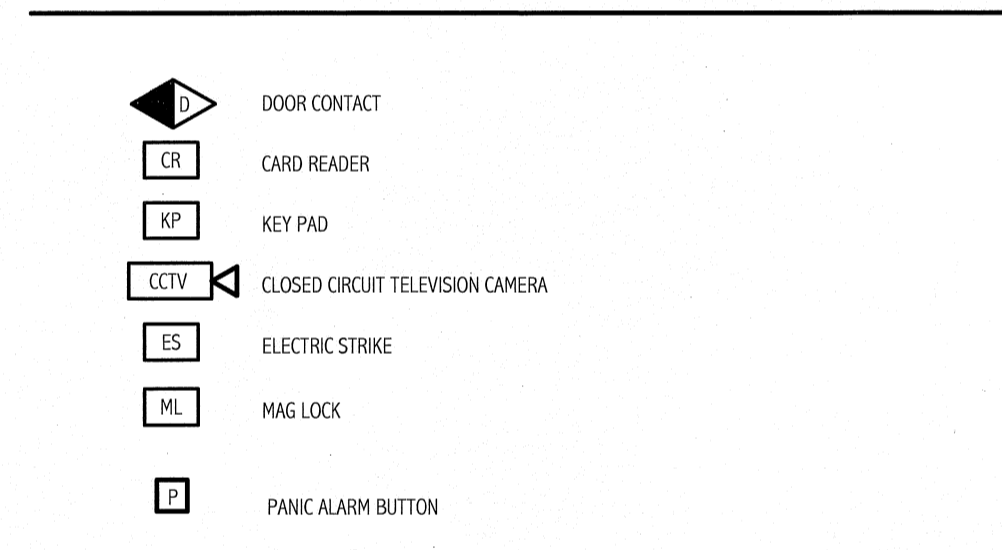 D DOOR CONTACT
CR CARD READER
KP KEY PAD
CCTV CLOSED CIRCUIT TELEVISION CAMERA
ES ELECTRIC STRIKE
ML MAG LOCK
P PANIC ALARM BUTTON